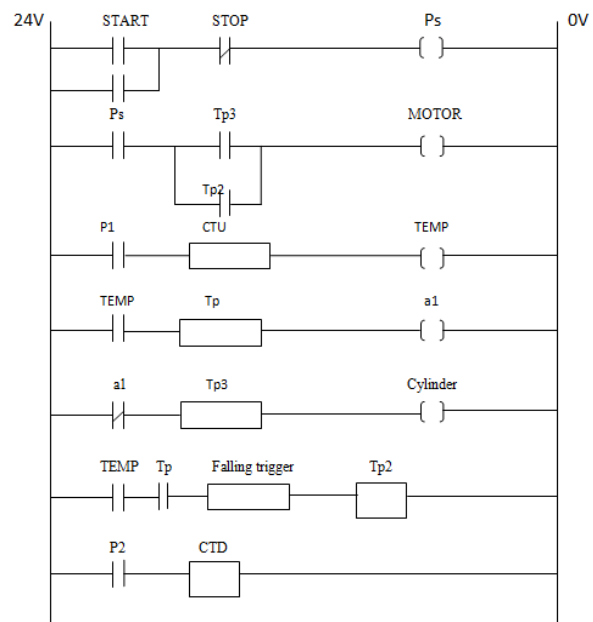 24V START STOP Ps 0V
Ps Tp3 MOTOR
Tp2
P1 CTU TEMP
TEMP Tp a1
a1 Tp3 Cylinder
TEMP Tp Falling trigger Tp2
P2 CTD